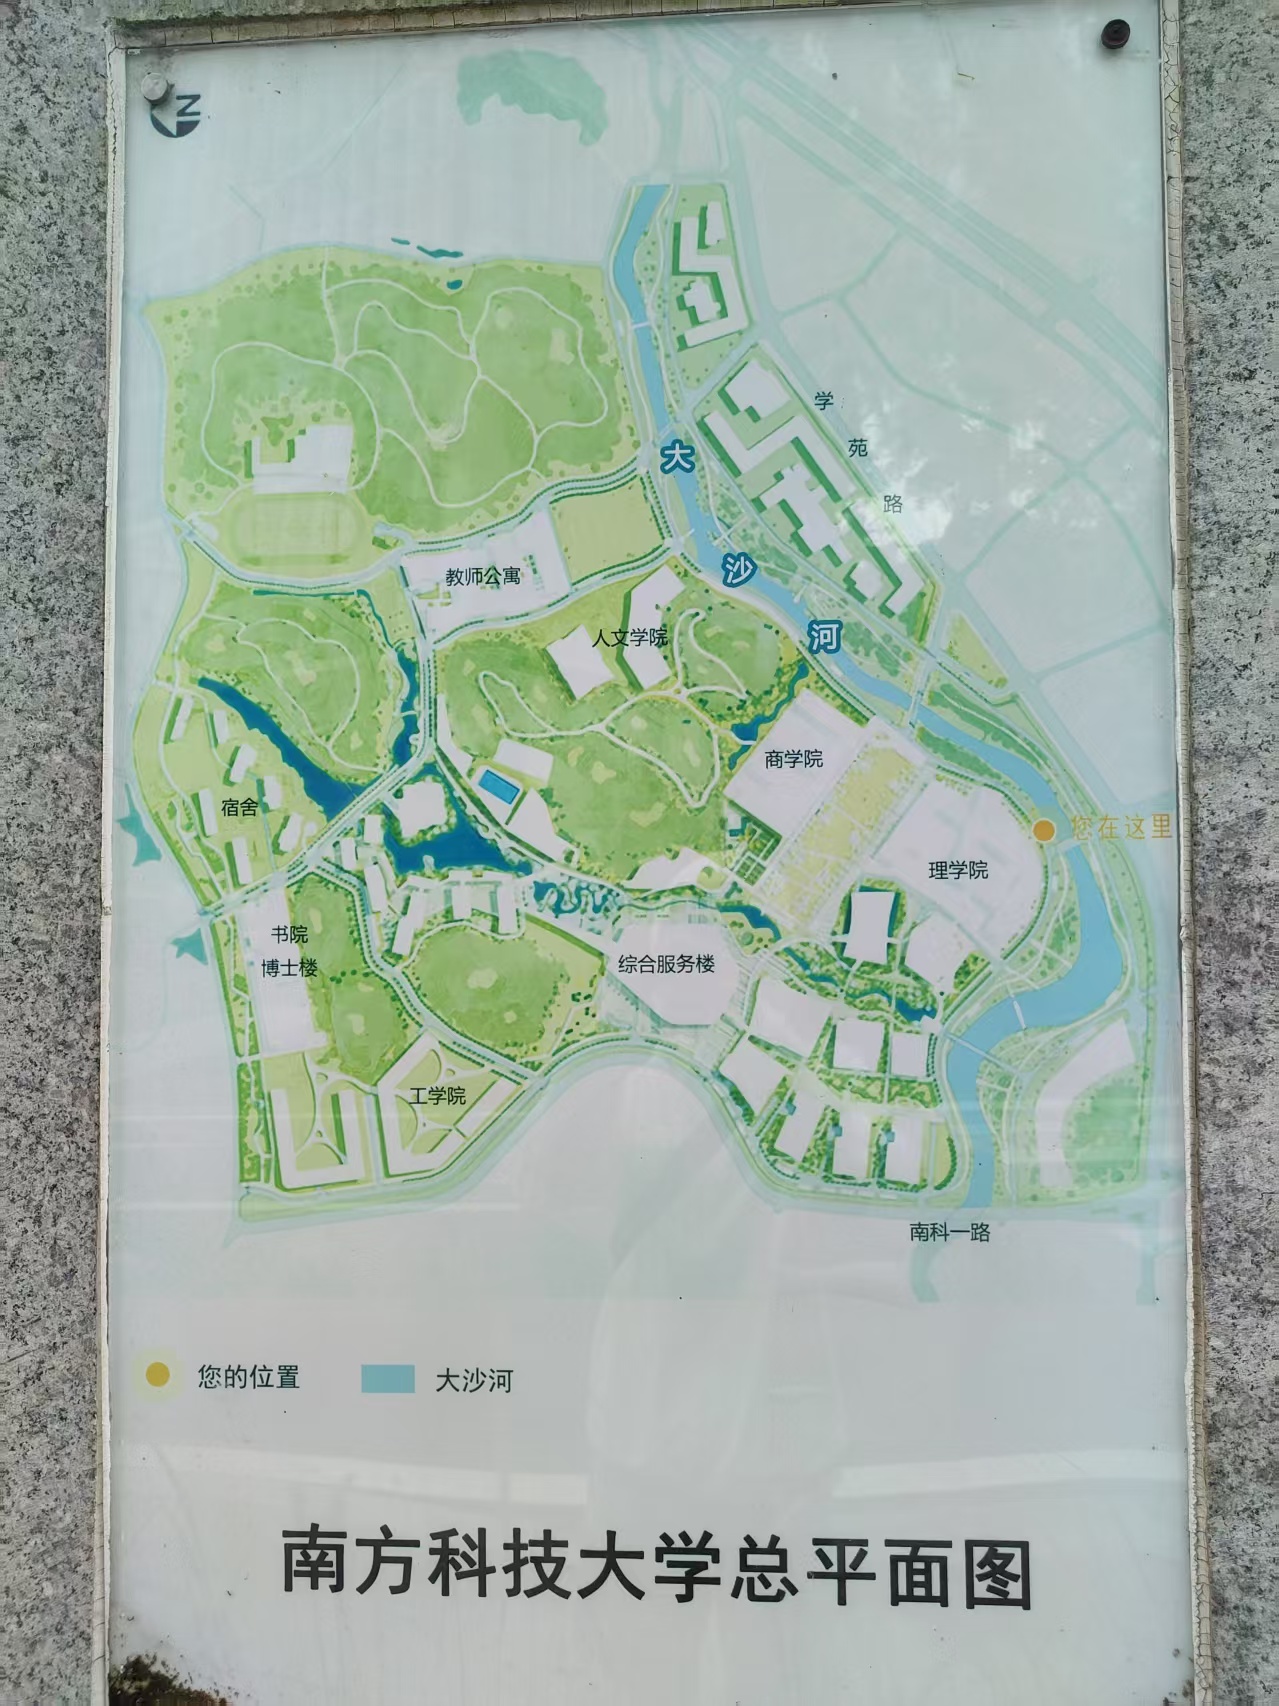 N
学
苑
路
大
沙
河
教师公寓
人文学院
商学院
宿舍
您在这里
理学院
书院
博士楼
综合服务楼
工学院
南科一路
您的位置
大沙河
南方科技大学总平面图